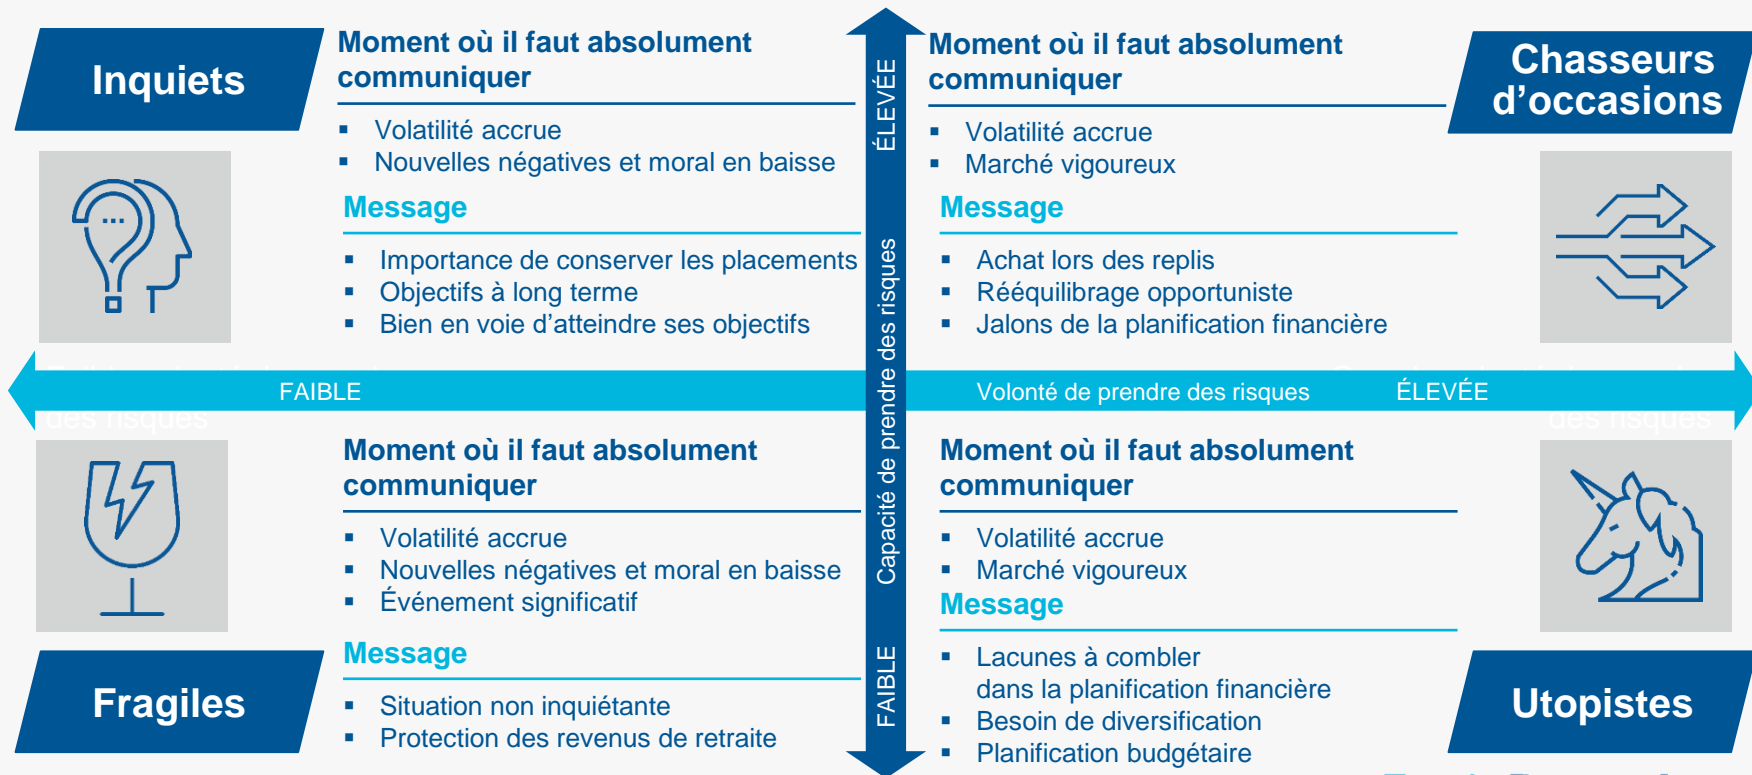 Inquiets
Moment où il faut absolument
communiquer
▪ Volatilité accrue
▪ Nouvelles négatives et moral en baisse
Message
▪ Importance de conserver les placements
▪ Objectifs à long terme
▪ Bien en voie d’atteindre ses objectifs
Moment où il faut absolument
communiquer
▪ Volatilité accrue
▪ Marché vigoureux
Message
▪ Achat lors des replis
▪ Rééquilibrage opportuniste
▪ Jalons de la planification financière
Chasseurs
d’occasions
...
ÉLEVÉE
Capacité de prendre des risques
FAIBLE
FAIBLE
Volonté de prendre des risques
ÉLEVÉE
des risques
des risques
Moment où il faut absolument
communiquer
▪ Volatilité accrue
▪ Nouvelles négatives et moral en baisse
▪ Événement significatif
Message
▪ Situation non inquiétante
▪ Protection des revenus de retraite
Fragiles
Moment où il faut absolument
communiquer
▪ Volatilité accrue
▪ Marché vigoureux
Message
▪ Lacunes à combler
dans la planification financière
▪ Besoin de diversification
▪ Planification budgétaire
Utopistes